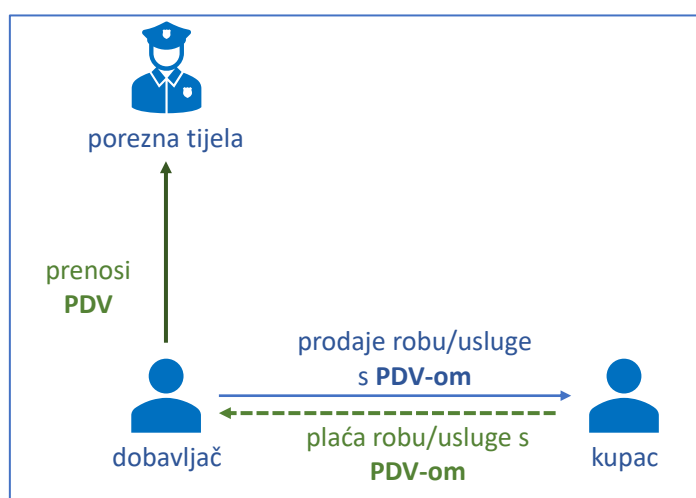 porezna tijela
prenosi
PDV
prodaje robu/usluge
s PDV-om
plaća robu/usluge s
PDV-om
dobavljač
kupac